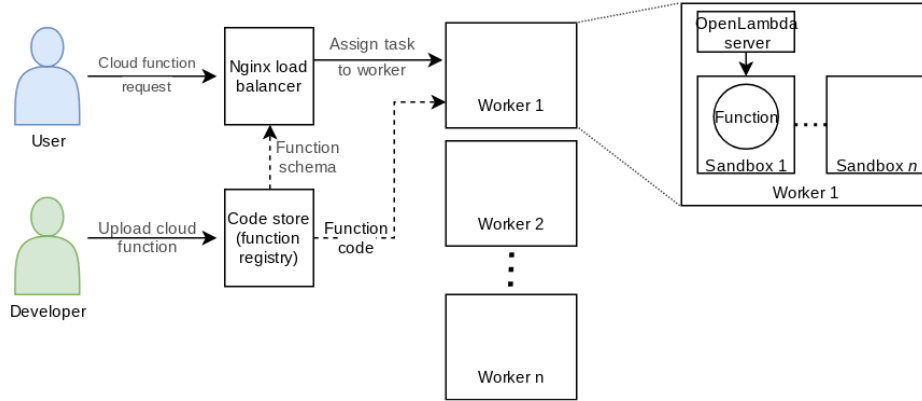 User
Cloud function
request
Nginx load
balancer
Assign task
to worker
Worker 1
OpenLambda
server
Function
Sandbox 1
Sandbox n
Worker 1
Function
schema
Developer
Upload cloud
function
Code store
(function
registry)
Function
code
Worker 2
Worker n